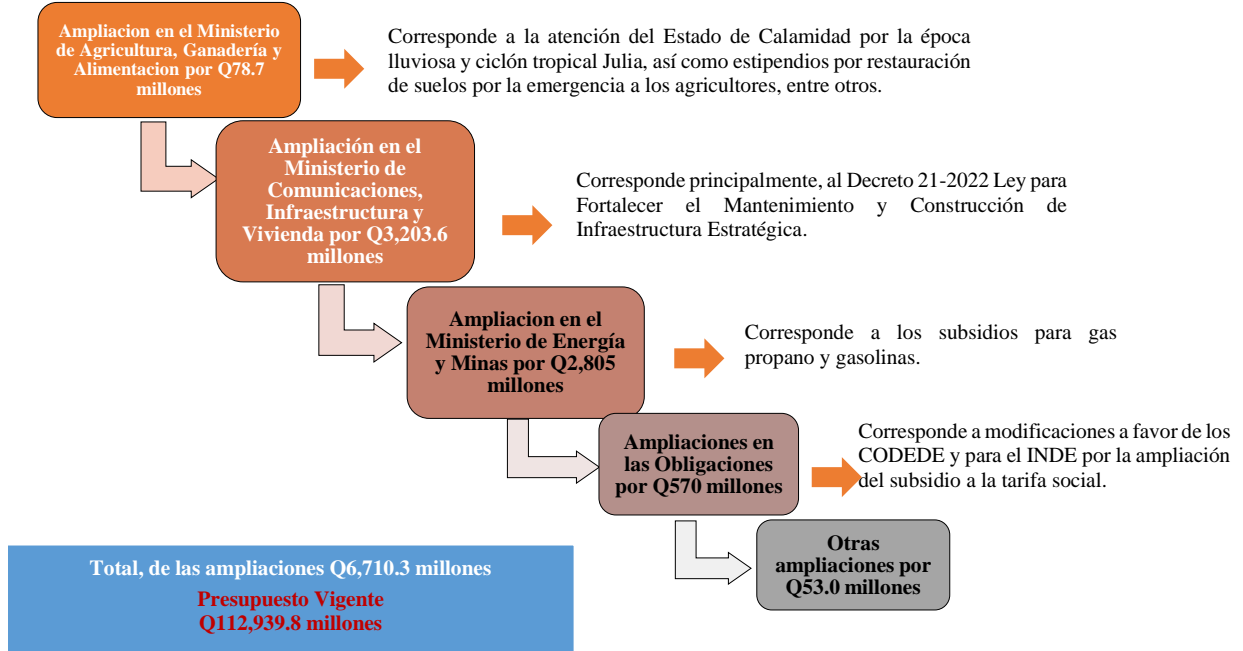 Ampliacion en el Ministerio
de Agricultura, Ganadería y
Alimentacion por Q78.7
millones
Corresponde a la atención del Estado de Calamidad por la época
lluviosa y ciclón tropical Julia, así como estipendios por restauración
de suelos por la emergencia a los agricultores, entre otros.
Ampliación en el
Ministerio de
Comunicaciones,
Infraestructura y
Vivienda por Q3,203.6
millones
Corresponde principalmente, al Decreto 21-2022 Ley para
Fortalecer el Mantenimiento y Construcción de
Infraestructura Estratégica.
Ampliacion en el
Ministerio de Energía
y Minas por Q2,805
millones
Corresponde a los subsidios para gas
propano y gasolinas.
Ampliaciones en
las Obligaciones
por Q570 millones
Corresponde a modificaciones a favor de los
CODEDE y para el INDE por la ampliación
del subsidio a la tarifa social.
Otras
ampliaciones por
Q53.0 millones
Total, de las ampliaciones Q6,710.3 millones
Presupuesto Vigente
Q112,939.8 millones